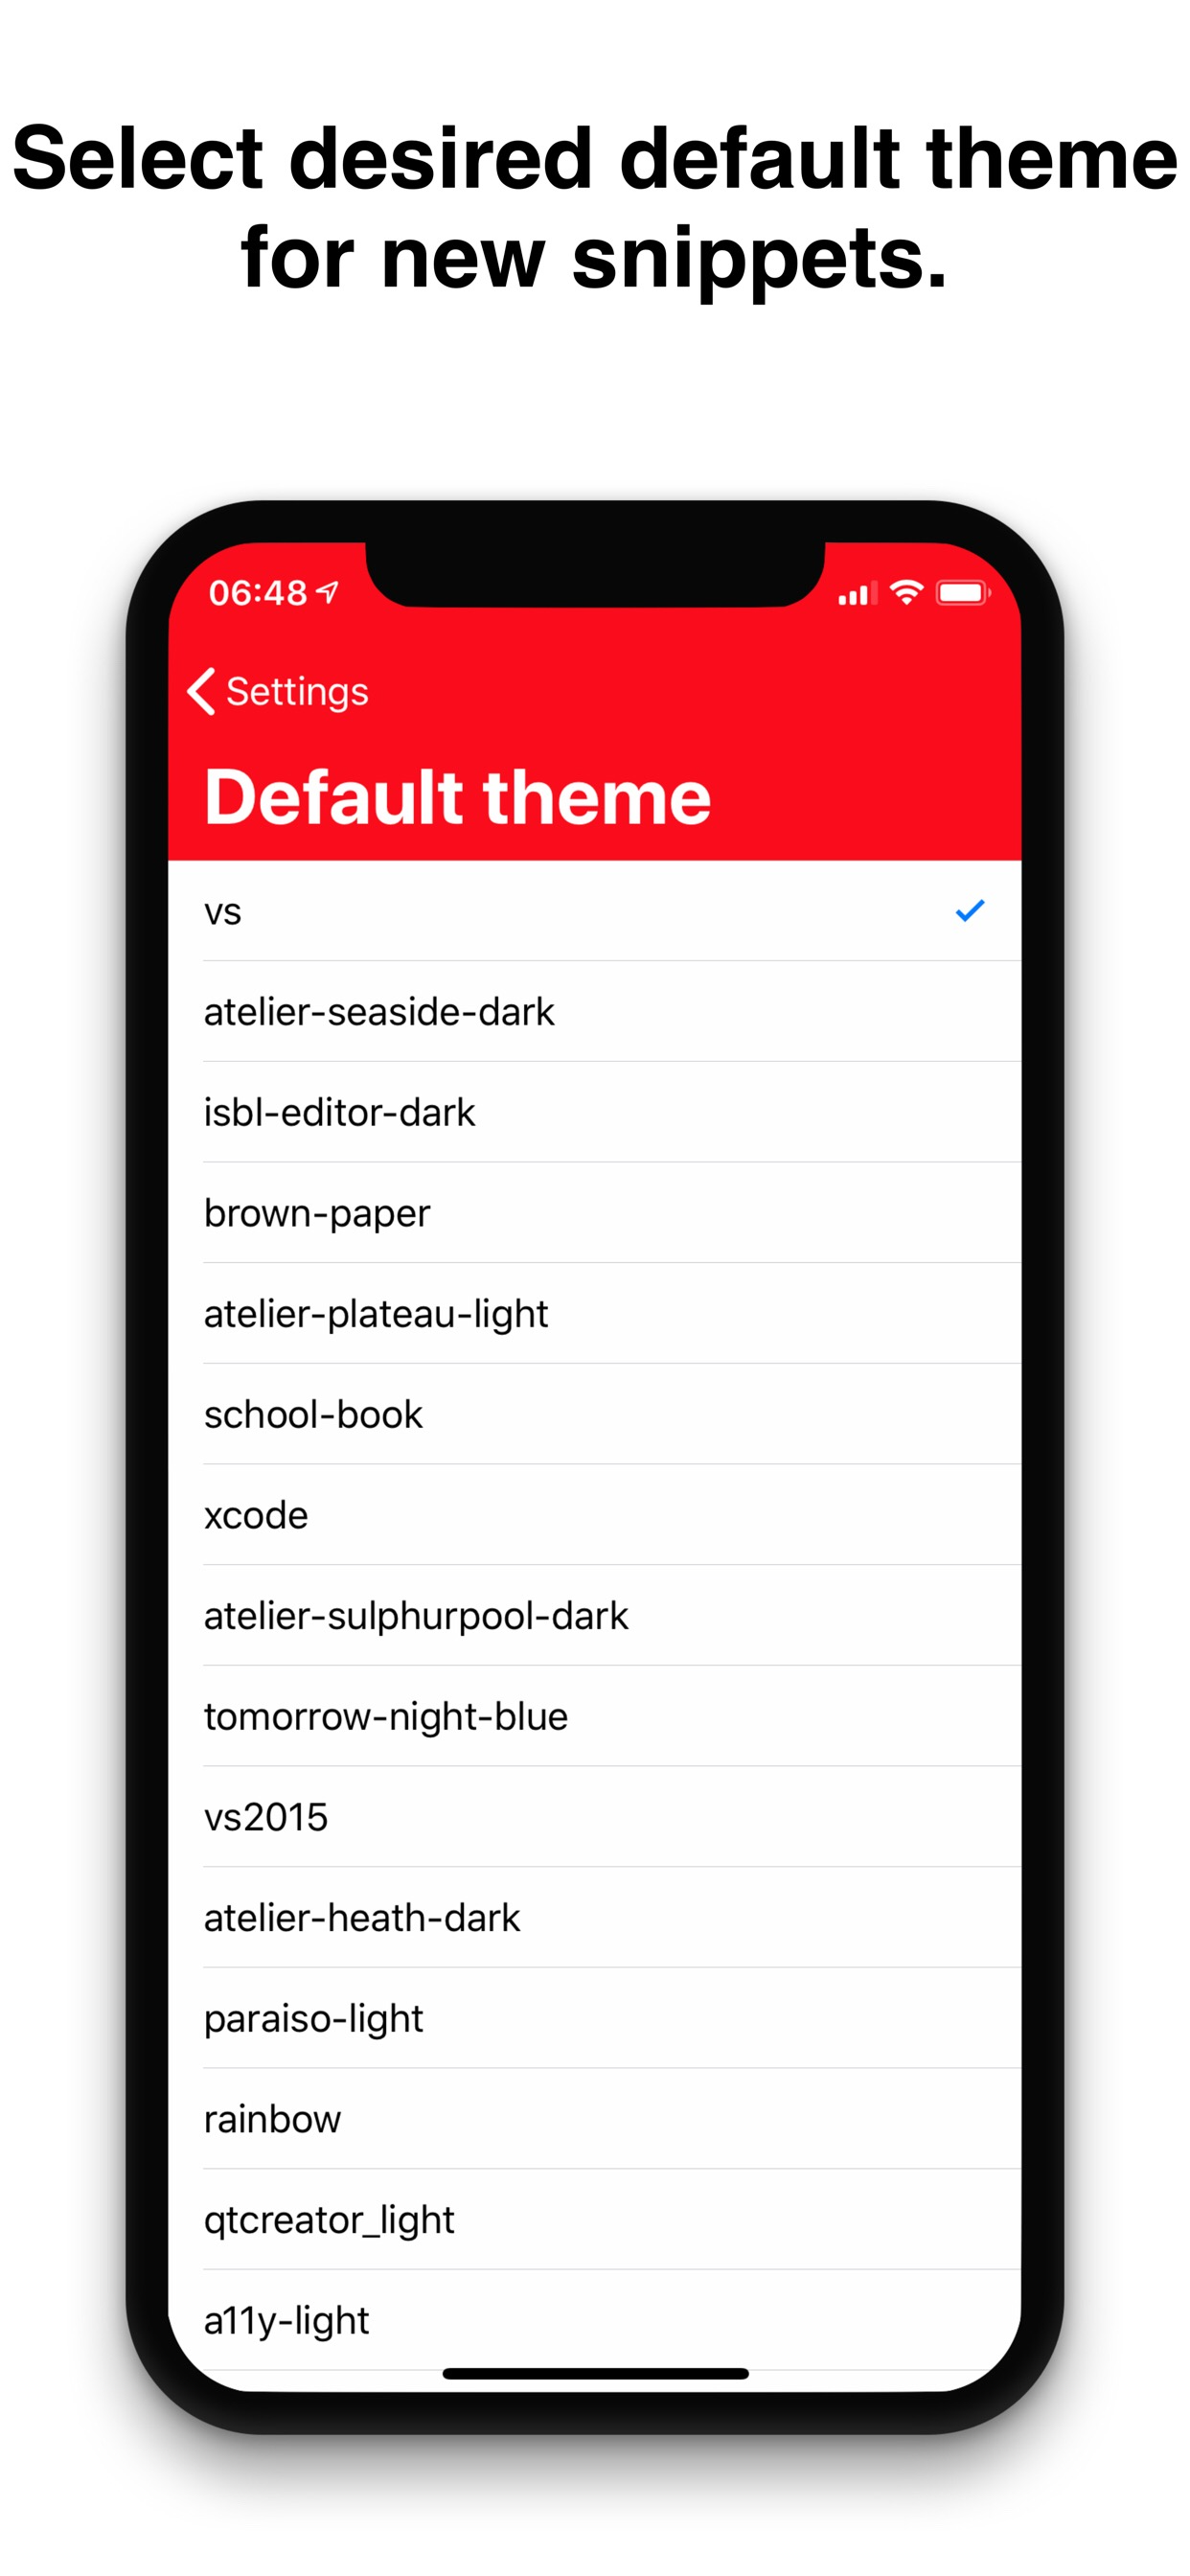 Select desired default theme
for new snippets.
06:48
Settings
Default theme
vs
atelier-seaside-dark
isbl-editor-dark
brown-paper
atelier-plateau-light
school-book
xcode
atelier-sulphurpool-dark
tomorrow-night-blue
vs2015
atelier-heath-dark
paraiso-light
rainbow
qtcreator_light
a11y-light